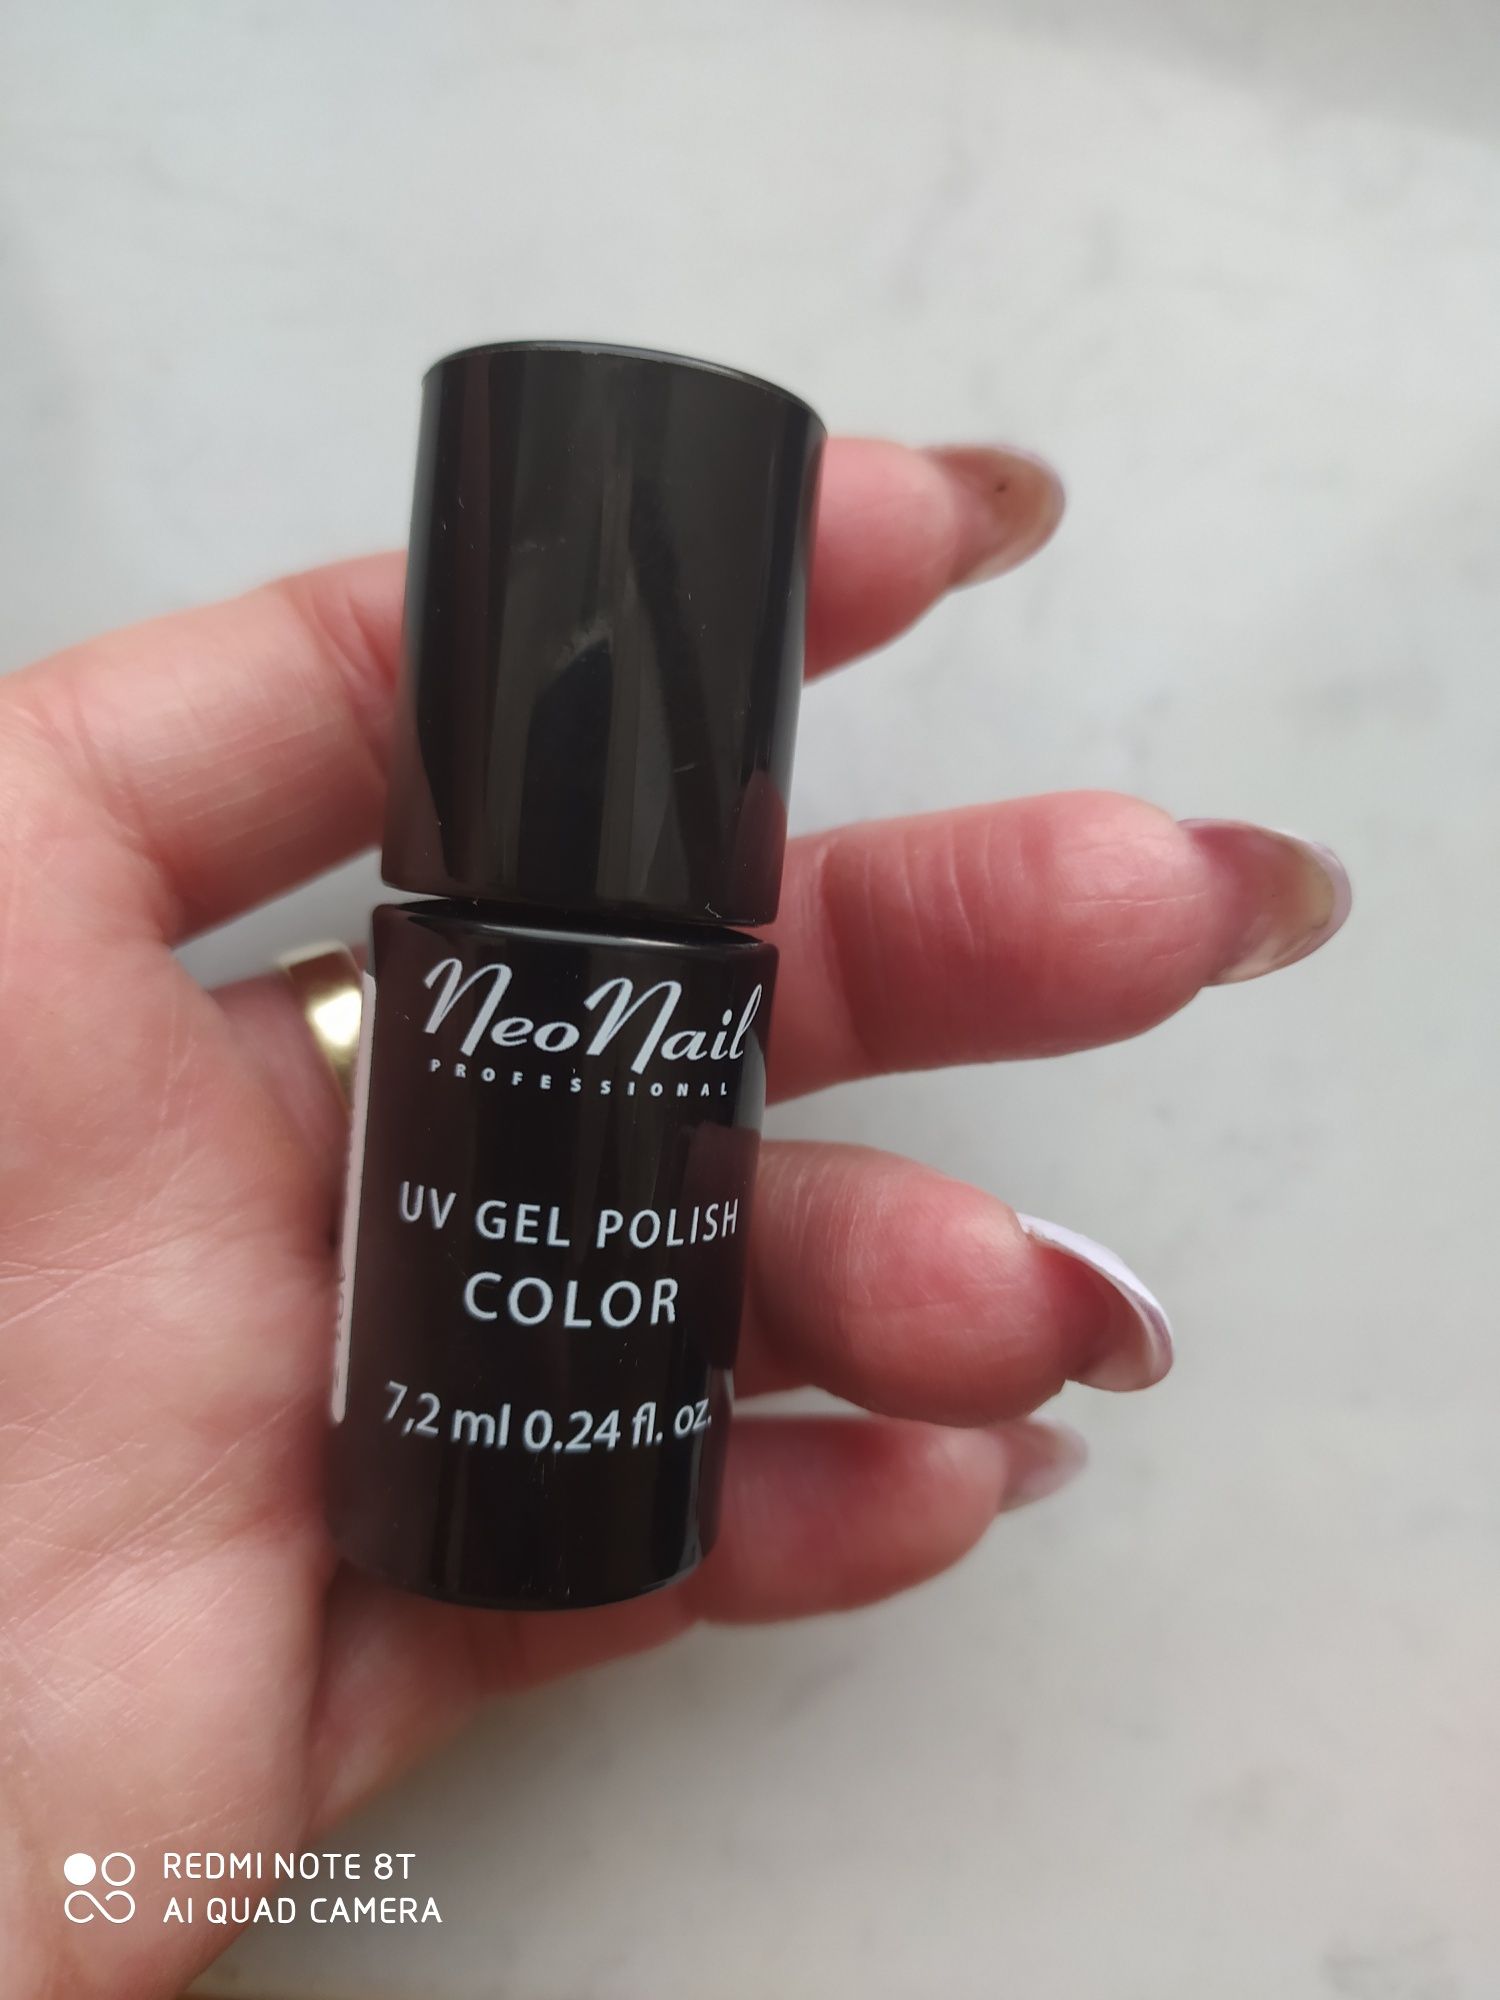 NeoNail
PROFESSIONAL
UV GEL POLISH
COLOR
7,2 ml 0.24 fl. oz.
REDMI NOTE 8T
AI QUAD CAMERA